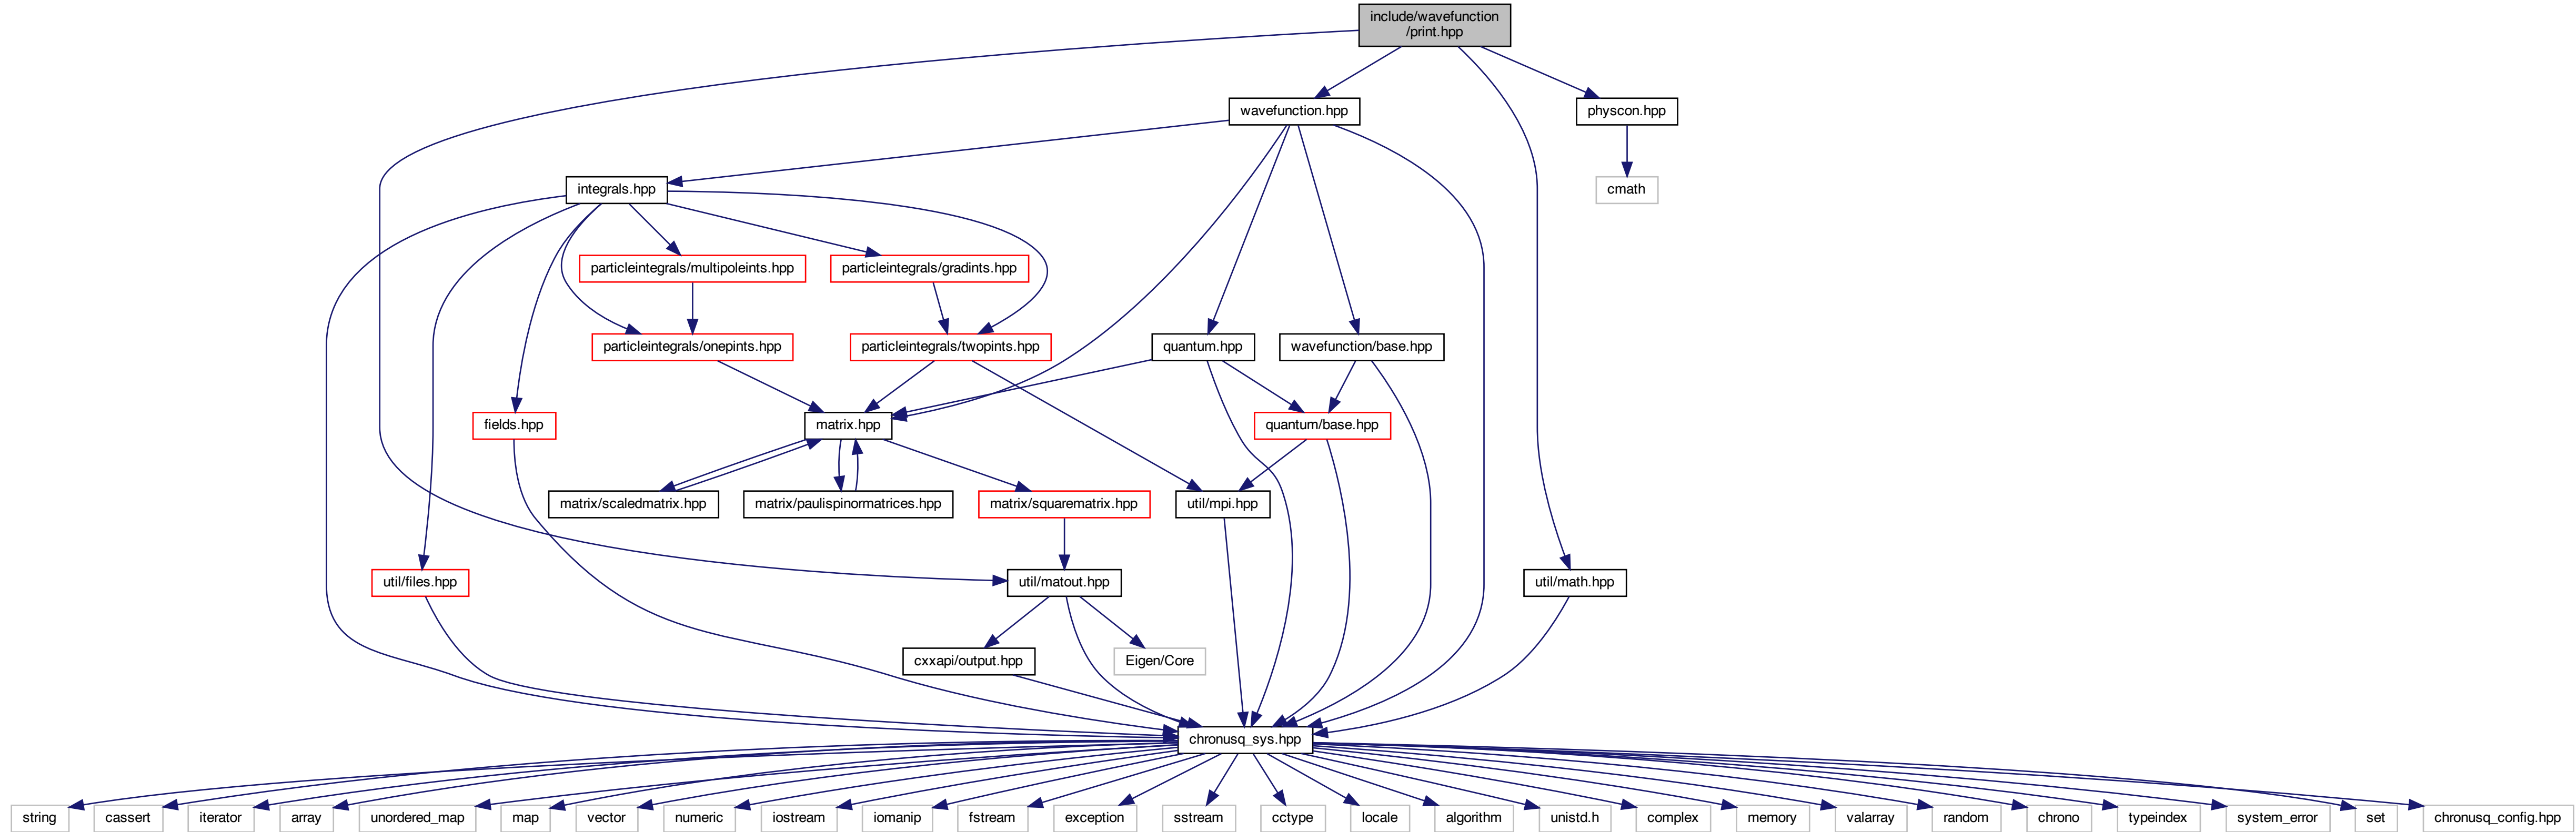 include/wavefunction
/print.hpp
wavefunction.hpp
physcon.hpp
integrals.hpp
cmath
particleintegrals/multipoleints.hpp
particleintegrals/gradints.hpp
particleintegrals/onepints.hpp
particleintegrals/twopints.hpp
quantum.hpp
wavefunction/base.hpp
fields.hpp
matrix.hpp
quantum/base.hpp
matrix/scaledmatrix.hpp
matrix/paulispinormatrices.hpp
matrix/squarematrix.hpp
util/mpi.hpp
util/files.hpp
util/matout.hpp
util/math.hpp
cxxapi/output.hpp
Eigen/Core
chronusq_sys.hpp
string
cassert
iterator
array
unordered_map
map
vector
numeric
iostream
iomanip
fstream
exception
sstream
cctype
locale
algorithm
unistd.h
complex
memory
valarray
random
chrono
typeindex
system_error
set
chronusq_config.hpp